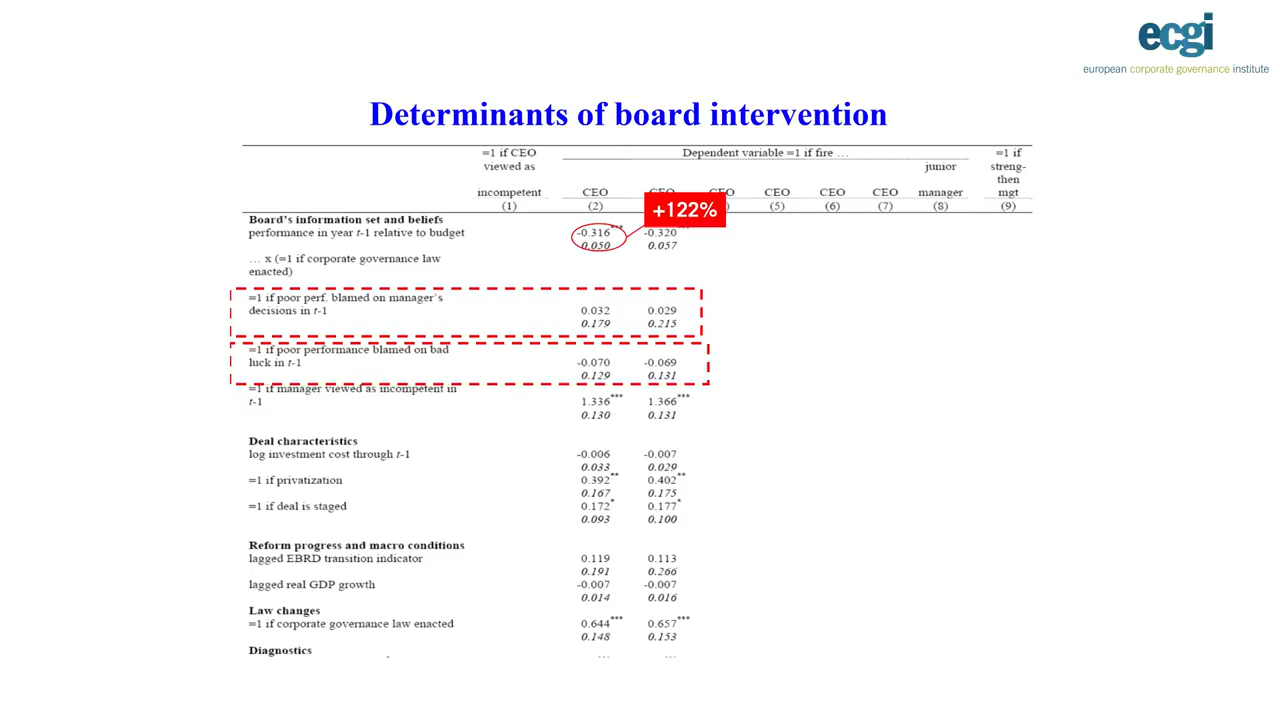 ecgi
european corporate governance institute
Determinants of board intervention
=1 if CEO viewed as incompetent (1)
Dependent variable =1 if fire …
CEO (2)
CEO
CEO (5)
CEO (6)
CEO (7)
junior manager (8)
=1 if streng-then mgt (9)
+122%
Board's information set and beliefs
performance in year t-1 relative to budget -0.316*** -0.320
0.050 0.057
… x (=1 if corporate governance law
enacted)
=1 if poor perf. blamed on manager's
decisions in t-1 0.032 0.029
0.179 0.215
=1 if poor performance blamed on bad
luck in t-1 -0.070 -0.069
0.129 0.131
=1 if manager viewed as incompetent in
t-1 1.336*** 1.366***
0.130 0.131
Deal characteristics
log investment cost through t-1 -0.006 -0.007
0.033 0.029
=1 if privatization 0.392** 0.402**
0.167 0.175
=1 if deal is staged 0.172* 0.177*
0.093 0.100
Reform progress and macro conditions
lagged EBRD transition indicator 0.119 0.113
0.191 0.266
lagged real GDP growth -0.007 -0.007
0.014 0.016
Law changes
=1 if corporate governance law enacted 0.644*** 0.657***
0.148 0.153
Diagnostics